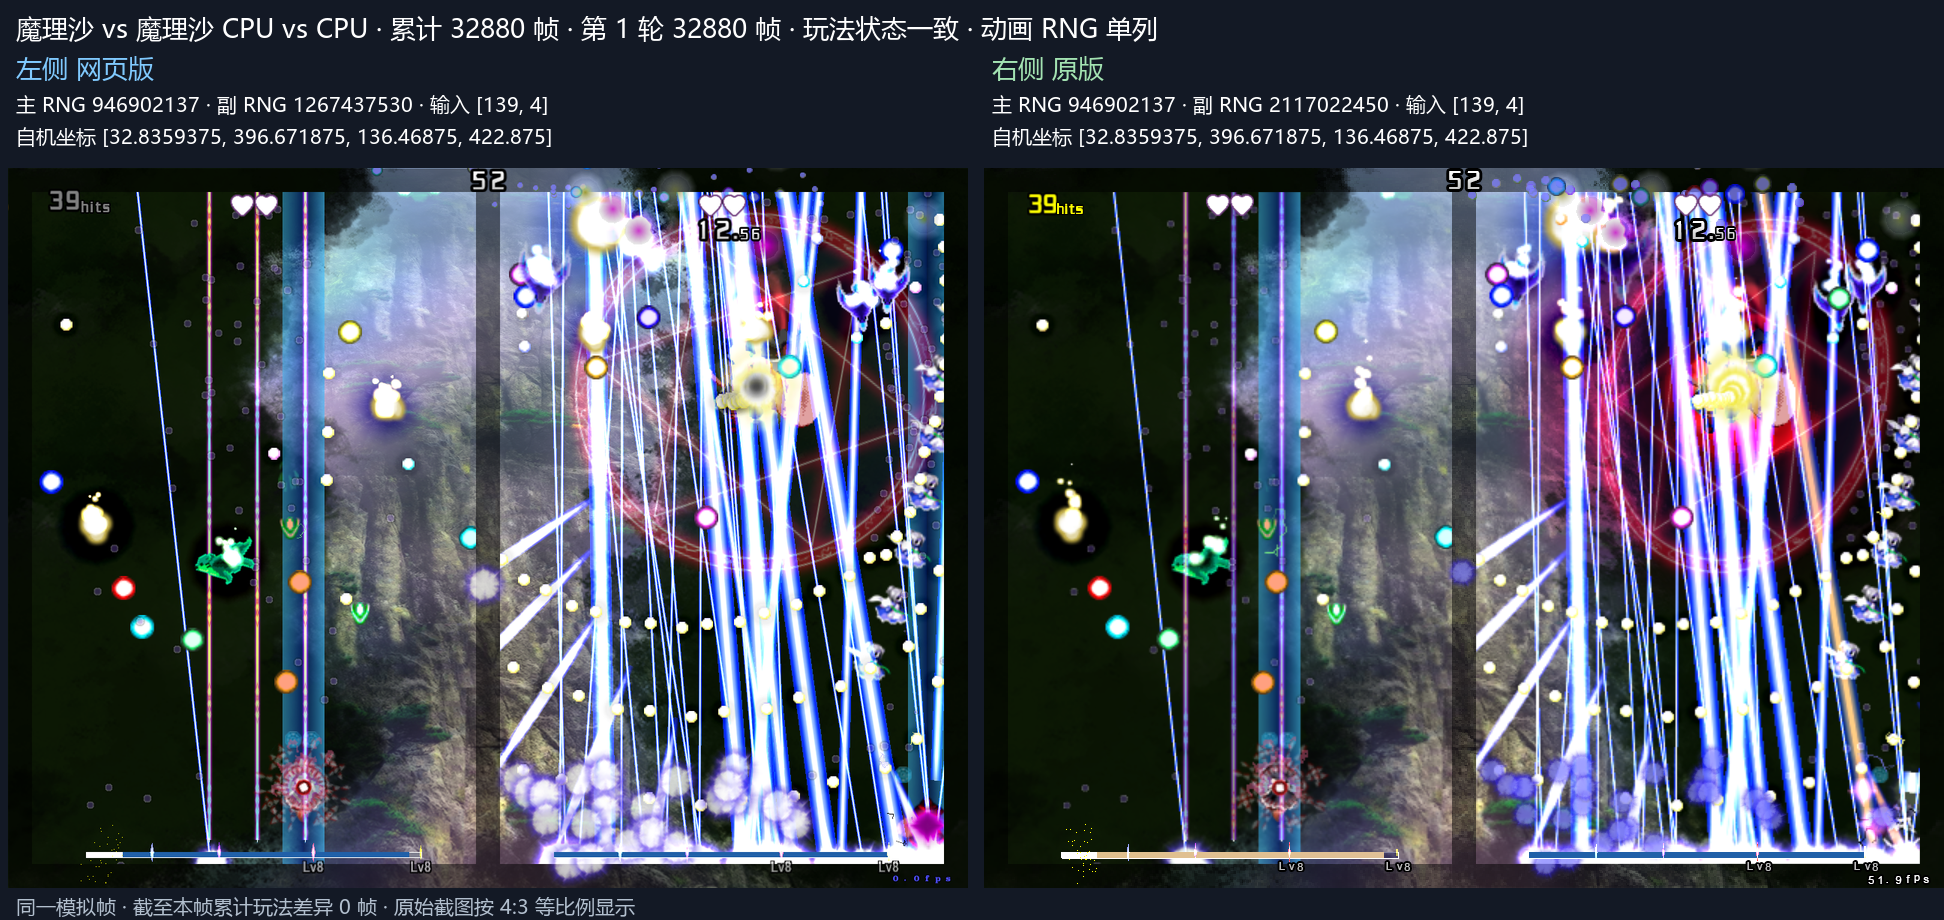 魔理沙 vs 魔理沙 CPU vs CPU · 累计 32880 帧 · 第 1 轮 32880 帧 · 玩法状态一致 · 动画 RNG 单列
左侧 网页版
主 RNG 946902137 · 副 RNG 1267437530 · 输入 [139, 4]
自机坐标 [32.8359375, 396.671875, 136.46875, 422.875]
右侧 原版
主 RNG 946902137 · 副 RNG 2117022450 · 输入 [139, 4]
自机坐标 [32.8359375, 396.671875, 136.46875, 422.875]
52
39hits
12.56
Lv8
Lv8
Lv8
Lv8
0.0fps
52
39hits
12.56
Lv8
Lv8
Lv8
Lv8
51.9fps
同一模拟帧 · 截至本帧累计玩法差异 0 帧 · 原始截图按 4:3 等比例显示